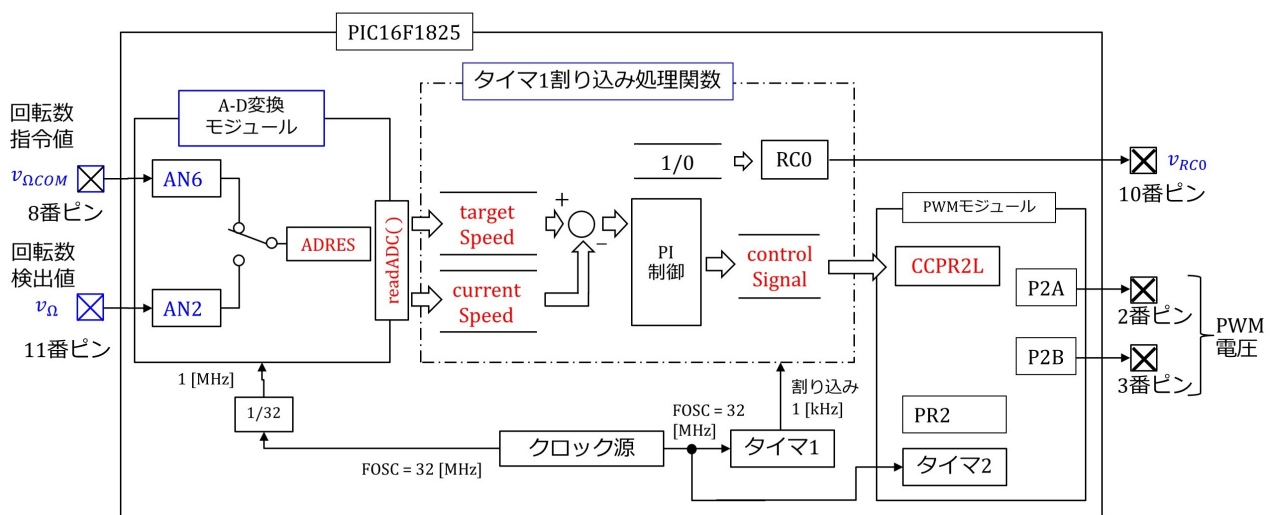 PIC16F1825
タイマ1割り込み処理関数
A-D変換
モジュール
回転数
指令値
vΩCOM
8番ピン
AN6
回転数
検出値
vΩ
11番ピン
AN2
ADRES
readADC( )
target
Speed
current
Speed
+
−
1/0
RC0
PI
制御
control
Signal
vRC0
10番ピン
PWMモジュール
CCPR2L
P2A
2番ピン
P2B
3番ピン
PWM
電圧
PR2
タイマ2
1 [MHz]
1/32
FOSC = 32 [MHz]
クロック源
FOSC = 32
[MHz]
タイマ1
割り込み
1 [kHz]